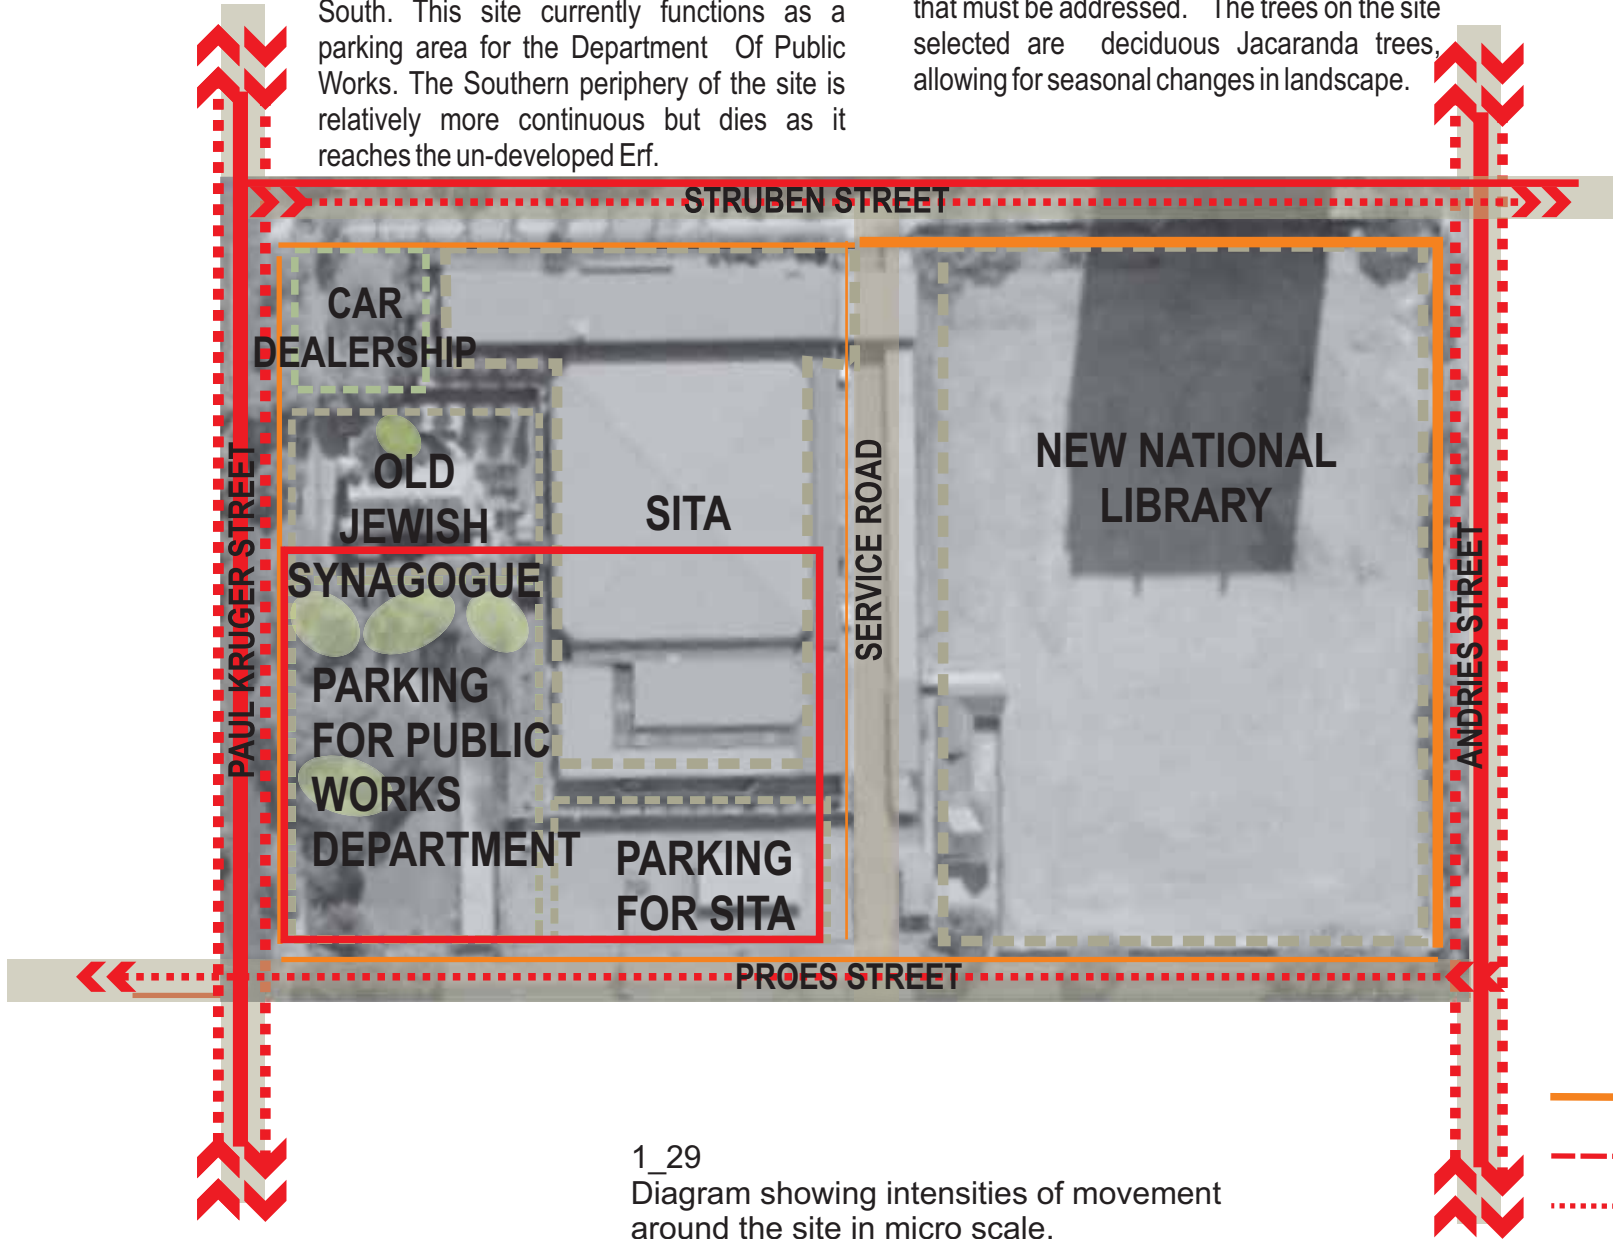 South. This site currently functions as a
parking area for the Department Of Public
Works. The Southern periphery of the site is
relatively more continuous but dies as it
reaches the un-developed Erf.
that must be addressed. The trees on the site
selected are deciduous Jacaranda trees,
allowing for seasonal changes in landscape.
STRUBEN STREET
CAR
DEALERSHIP
OLD
JEWISH
SYNAGOGUE
SITA
SERVICE ROAD
NEW NATIONAL
LIBRARY
PAUL KRUGER STREET
ANDRIES STREET
PARKING
FOR PUBLIC
WORKS
DEPARTMENT
PARKING
FOR SITA
PROES STREET
1_29
Diagram showing intensities of movement
around the site in micro scale.